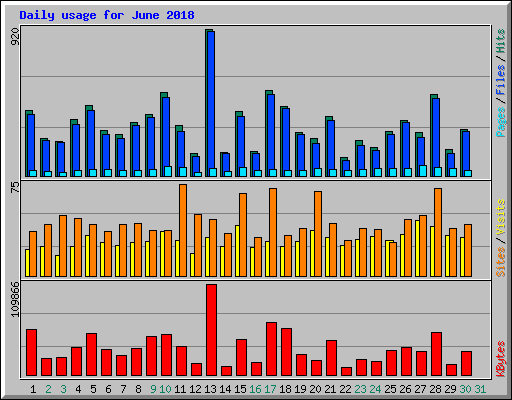 Daily usage for June 2018
920
Pages / Files / Hits
75
Sites / Visits
109866
KBytes
1 2 3 4 5 6 7 8 9 10 11 12 13 14 15 16 17 18 19 20 21 22 23 24 25 26 27 28 29 30 31